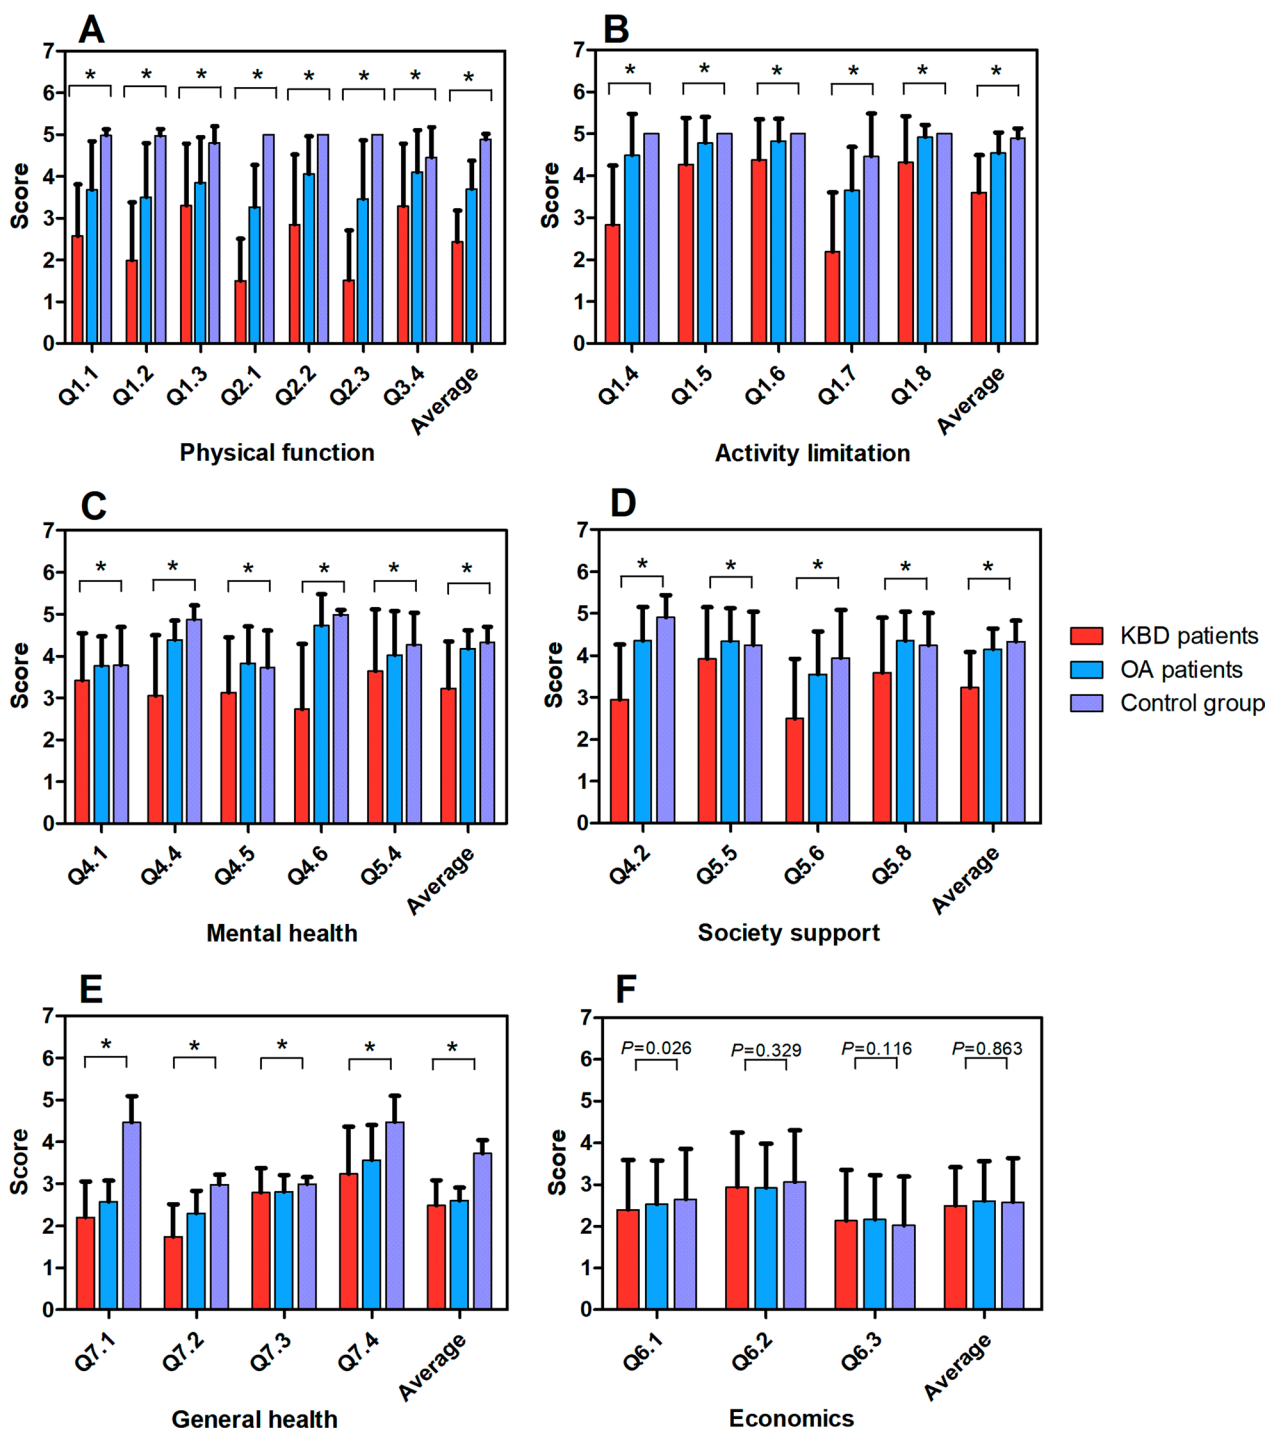 A
7
6
5
4
3
2
1
0
Score
* * * * * * * *
Q1.1 Q1.2 Q1.3 Q2.1 Q2.2 Q2.3 Q3.4 Average
Physical function
B
7
6
5
4
3
2
1
0
Score
* * * * * *
Q1.4 Q1.5 Q1.6 Q1.7 Q1.8 Average
Activity limitation
C
7
6
5
4
3
2
1
0
Score
* * * * * *
Q4.1 Q4.4 Q4.5 Q4.6 Q5.4 Average
Mental health
D
7
6
5
4
3
2
1
0
Score
* * * * *
Q4.2 Q5.5 Q5.6 Q5.8 Average
Society support
KBD patients
OA patients
Control group
E
7
6
5
4
3
2
1
0
Score
* * * * *
Q7.1 Q7.2 Q7.3 Q7.4 Average
General health
F
7
6
5
4
3
2
1
0
Score
P=0.026 P=0.329 P=0.116 P=0.863
Q6.1 Q6.2 Q6.3 Average
Economics